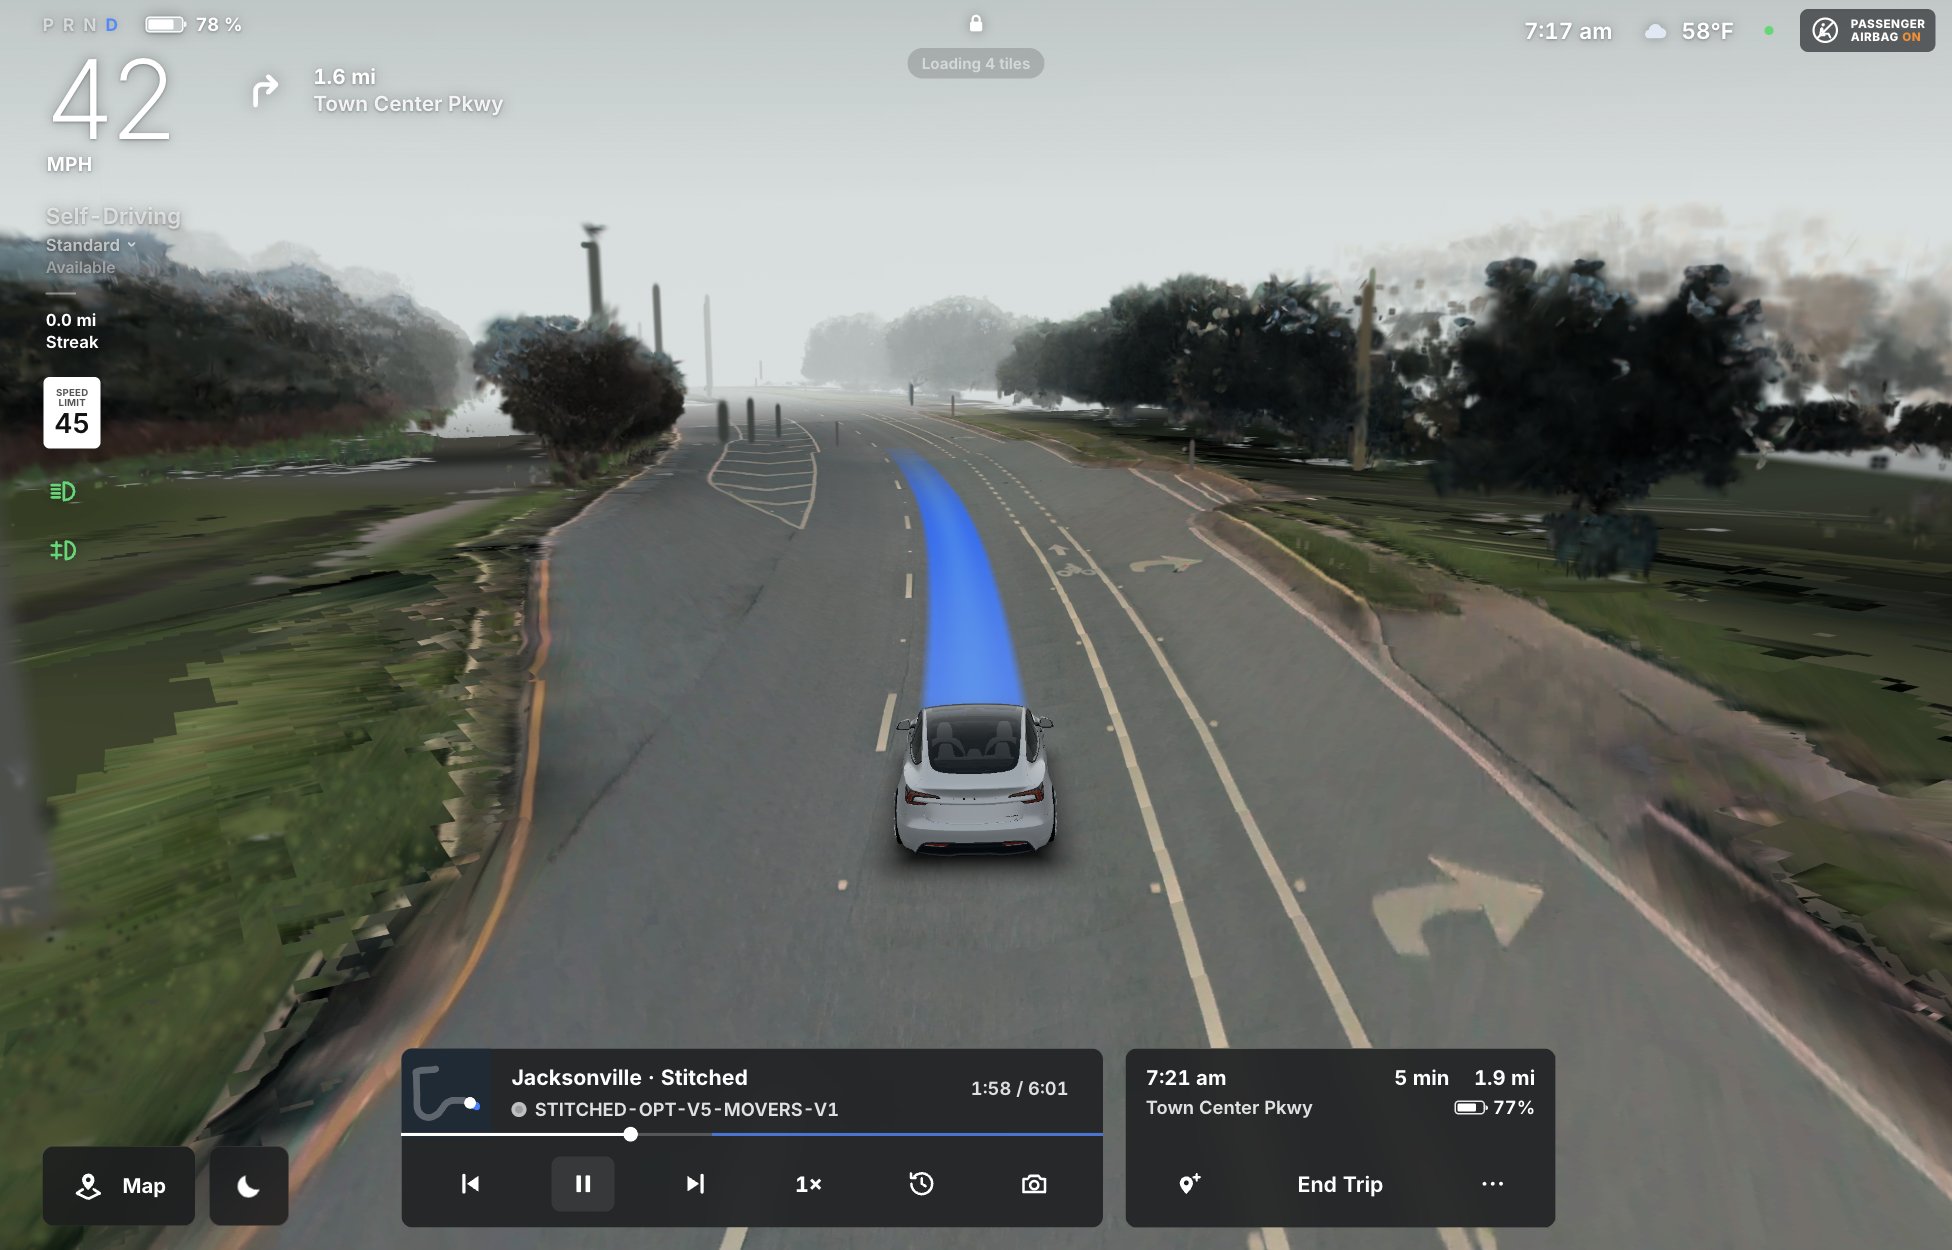 P R N D
78 %
42
MPH
1.6 mi
Town Center Pkwy
Loading 4 tiles
7:17 am
58°F
PASSENGER
AIRBAG ON
Self-Driving
Standard
Available
0.0 mi
Streak
SPEED
LIMIT
45
Jacksonville · Stitched
STITCHED-OPT-V5-MOVERS-V1
1:58 / 6:01
1×
7:21 am
5 min
1.9 mi
Town Center Pkwy
77%
End Trip
Map